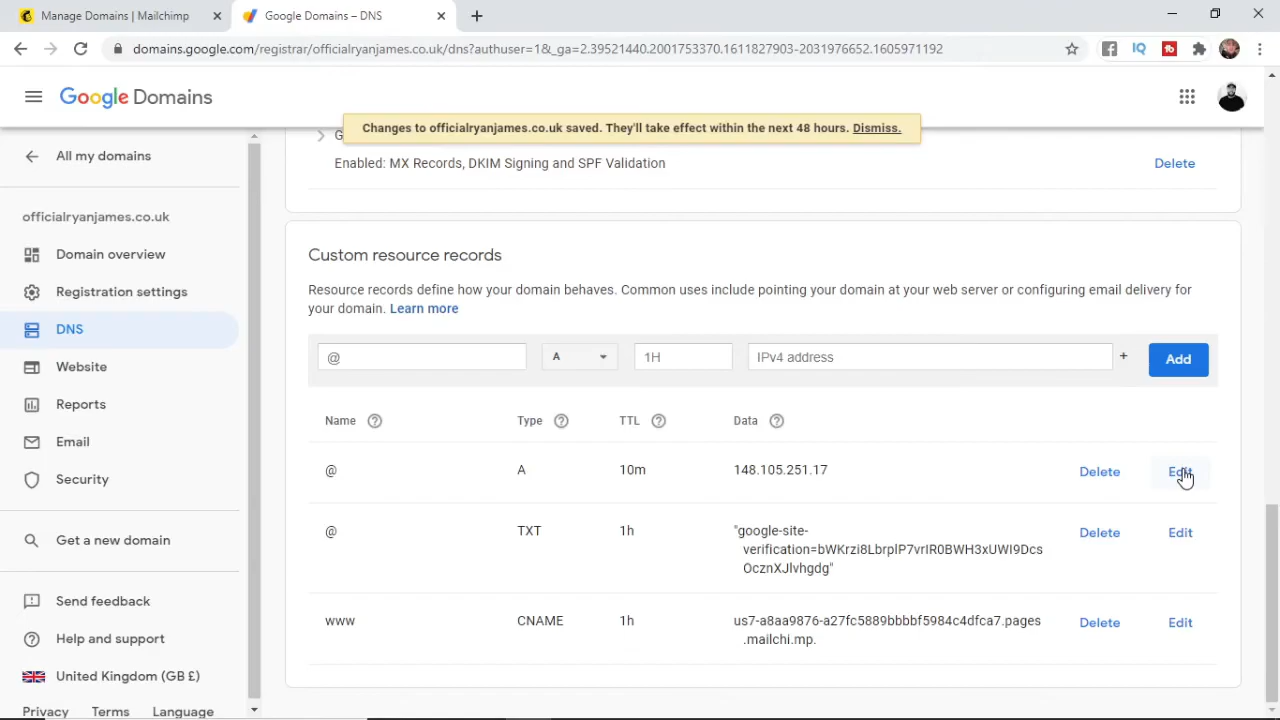 Manage Domains | Mailchimp
Google Domains – DNS
domains.google.com/registrar/officialryanjames.co.uk/dns?authuser=1&_ga=2.39521440.2001753370.1611827903-2031976652.1605971192
IQ
Google Domains
Changes to officialryanjames.co.uk saved. They'll take effect within the next 48 hours. Dismiss.
G
All my domains
Enabled: MX Records, DKIM Signing and SPF Validation
Delete
officialryanjames.co.uk
Domain overview
Registration settings
DNS
Website
Reports
Email
Security
Get a new domain
Send feedback
Help and support
United Kingdom (GB £)
Privacy Terms Language
Custom resource records
Resource records define how your domain behaves. Common uses include pointing your domain at your web server or configuring email delivery for
your domain. Learn more
@ A 1H IPv4 address + Add
Name ? Type ? TTL ? Data ?
@ A 10m 148.105.251.17 Delete Edit
@ TXT 1h "google-site- Delete Edit
verification=bWKrzi8LbrplP7vrIR0BWH3xUWI9Dcs
OcznXJlvhgdg"
www CNAME 1h us7-a8aa9876-a27fc5889bbbbf5984c4dfca7.pages Delete Edit
.mailchi.mp.